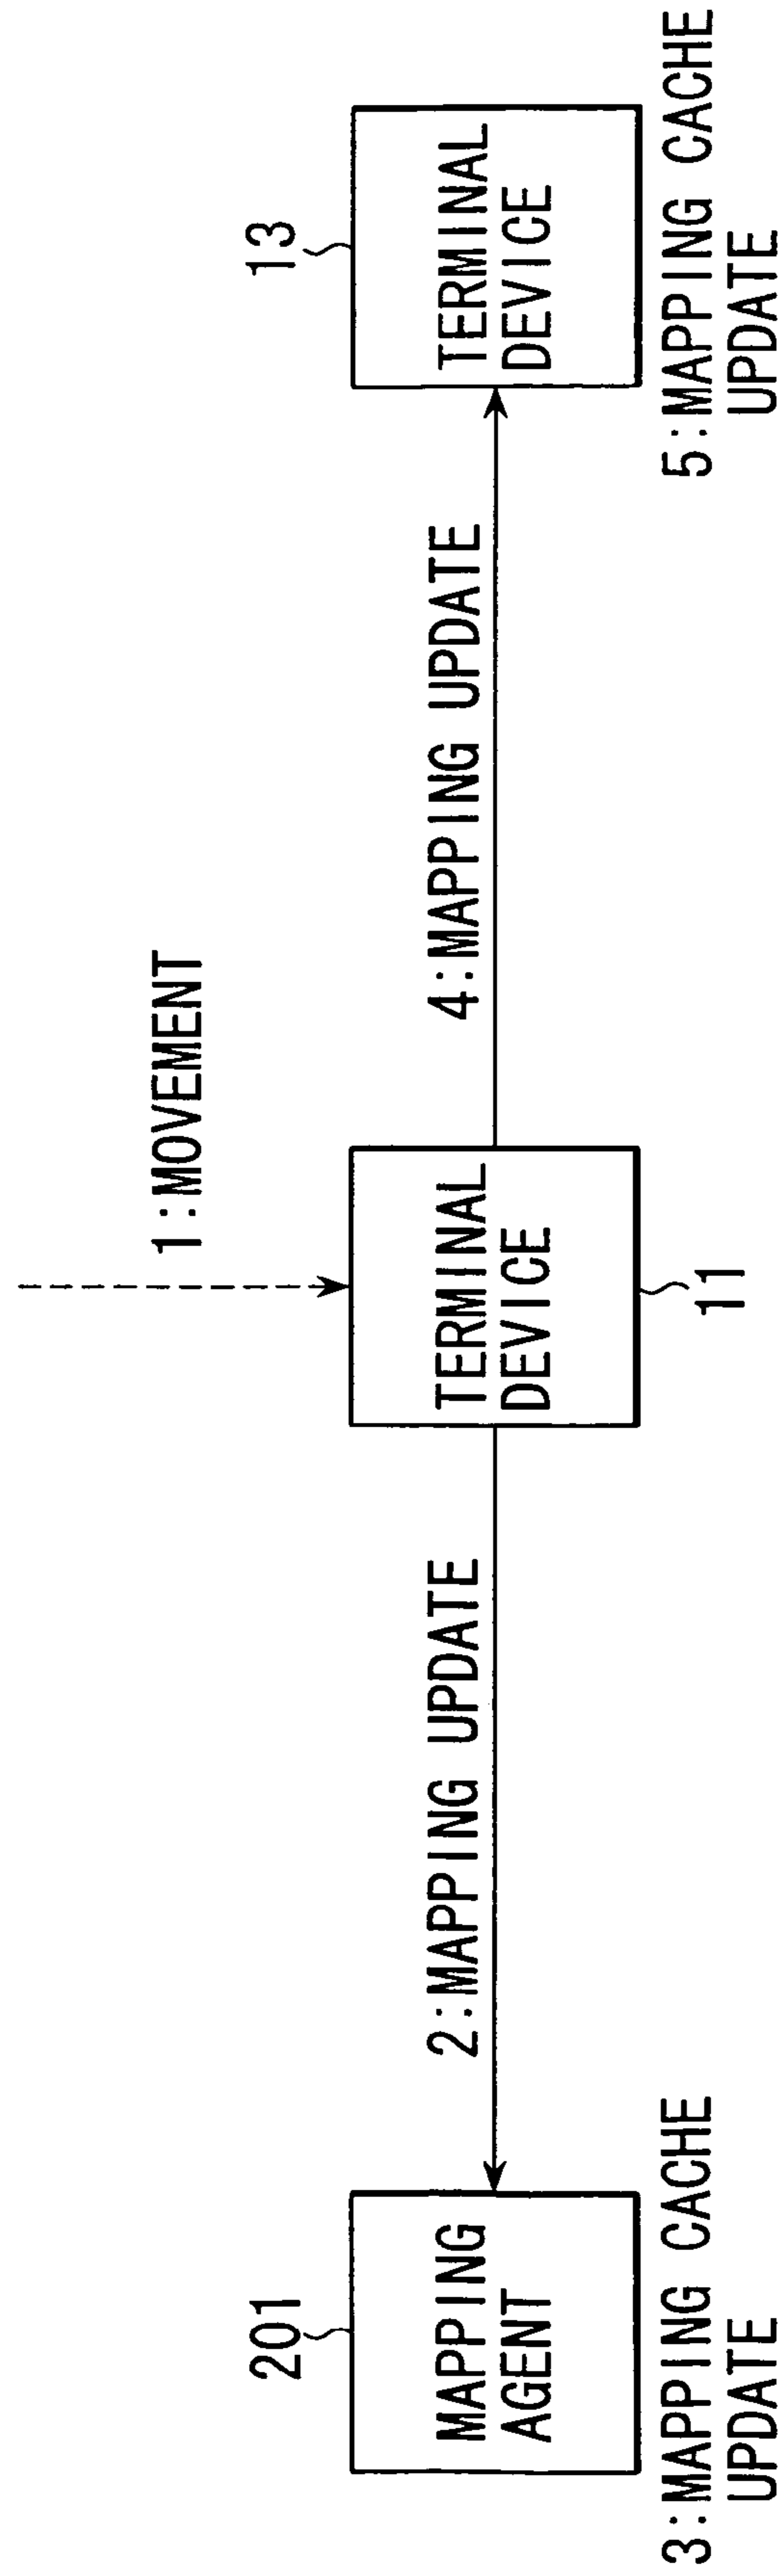 1:MOVEMENT
201
MAPPING
AGENT
3:MAPPING CACHE
UPDATE
2:MAPPING UPDATE
TERMINAL
DEVICE
11
4:MAPPING UPDATE
13
TERMINAL
DEVICE
5:MAPPING CACHE
UPDATE